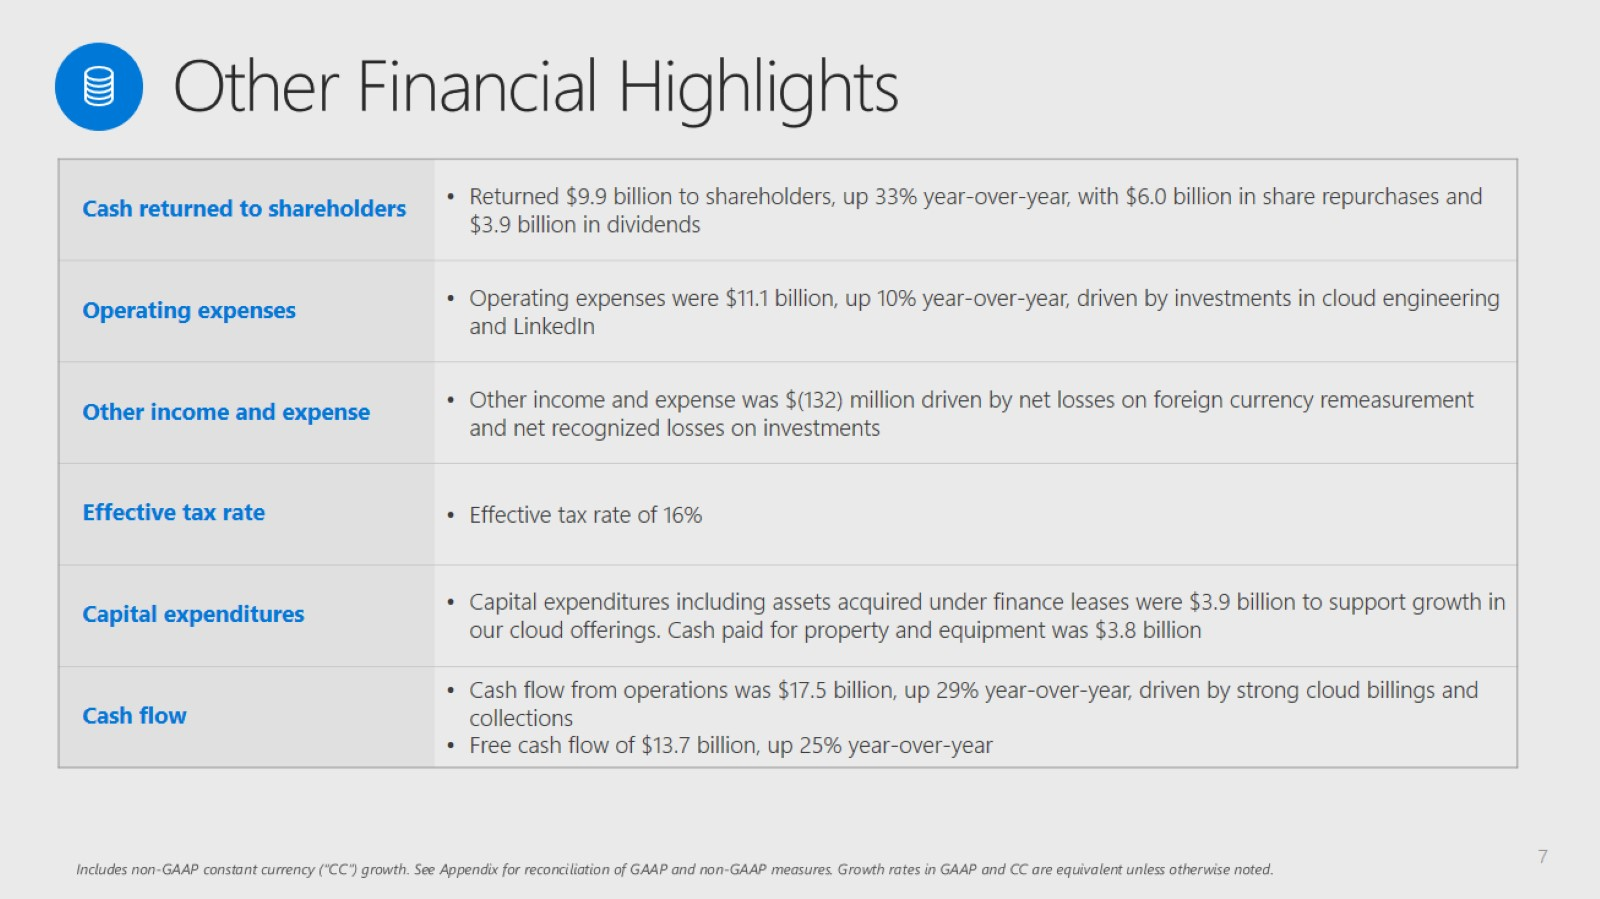 Other Financial Highlights
Cash returned to shareholders
• Returned $9.9 billion to shareholders, up 33% year-over-year, with $6.0 billion in share repurchases and
$3.9 billion in dividends
Operating expenses
• Operating expenses were $11.1 billion, up 10% year-over-year, driven by investments in cloud engineering
and LinkedIn
Other income and expense
• Other income and expense was $(132) million driven by net losses on foreign currency remeasurement
and net recognized losses on investments
Effective tax rate
• Effective tax rate of 16%
Capital expenditures
• Capital expenditures including assets acquired under finance leases were $3.9 billion to support growth in
our cloud offerings. Cash paid for property and equipment was $3.8 billion
Cash flow
• Cash flow from operations was $17.5 billion, up 29% year-over-year, driven by strong cloud billings and
collections
• Free cash flow of $13.7 billion, up 25% year-over-year
Includes non-GAAP constant currency ("CC") growth. See Appendix for reconciliation of GAAP and non-GAAP measures. Growth rates in GAAP and CC are equivalent unless otherwise noted.
7